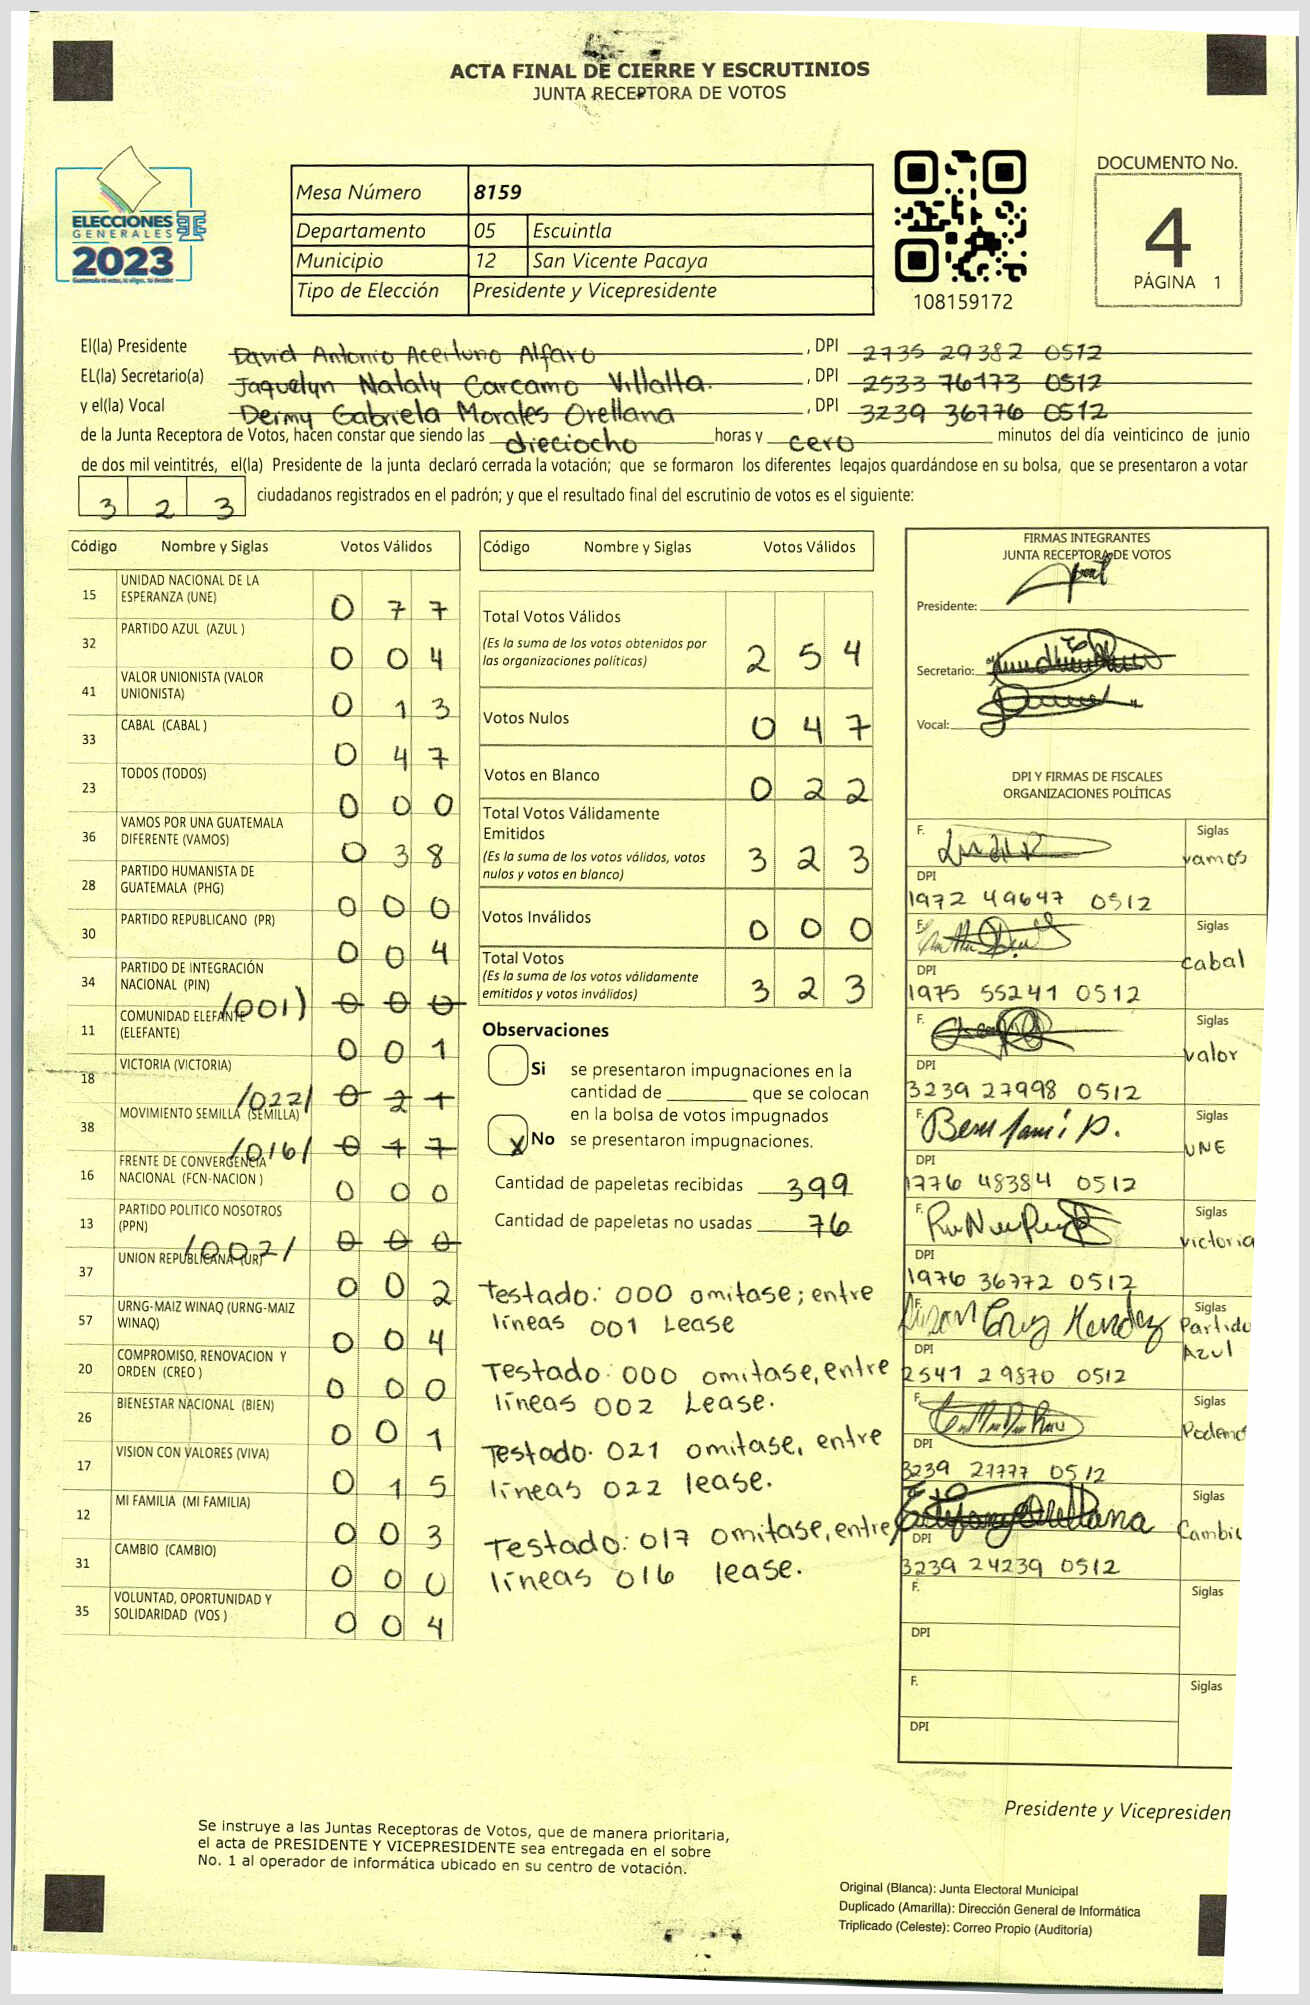 ACTA FINAL DE CIERRE Y ESCRUTINIOS
JUNTA RECEPTORA DE VOTOS
ELECCIONES
GENERALES
2023
Mesa Número 8159
Departamento 05 Escuintla
Municipio 12 San Vicente Pacaya
Tipo de Elección Presidente y Vicepresidente
108159172
DOCUMENTO No.
4
PÁGINA 1
El(la) Presidente David Antonio Aceituno Alfaro , DPI 2735 29382 0512
EL(la) Secretario(a) Jaquelyn Nataly Carcamo Villalta. , DPI 2533 76173 0512
y el(la) Vocal Deimy Gabriela Morales Orellana , DPI 3239 36776 0512
de la Junta Receptora de Votos, hacen constar que siendo las dieciocho horas y cero minutos del día veinticinco de junio
de dos mil veintitrés, el(la) Presidente de la junta declaró cerrada la votación; que se formaron los diferentes legajos guardándose en su bolsa, que se presentaron a votar
3 2 3 ciudadanos registrados en el padrón; y que el resultado final del escrutinio de votos es el siguiente:
Código Nombre y Siglas Votos Válidos
15 UNIDAD NACIONAL DE LA
ESPERANZA (UNE) 0 7 7
32 PARTIDO AZUL (AZUL ) 0 0 4
41 VALOR UNIONISTA (VALOR
UNIONISTA) 0 1 3
33 CABAL (CABAL ) 0 4 7
23 TODOS (TODOS) 0 0 0
36 VAMOS POR UNA GUATEMALA
DIFERENTE (VAMOS) 0 3 8
28 PARTIDO HUMANISTA DE
GUATEMALA (PHG) 0 0 0
30 PARTIDO REPUBLICANO (PR) 0 0 4
34 PARTIDO DE INTEGRACIÓN
NACIONAL (PIN) /001) 0 0 0
11 COMUNIDAD ELEFANTE
(ELEFANTE) 0 0 1
18 VICTORIA (VICTORIA) /022/ 0 2 1
38 MOVIMIENTO SEMILLA (SEMILLA) /016/ 0 1 7
16 FRENTE DE CONVERGENCIA
NACIONAL (FCN-NACION ) 0 0 0
13 PARTIDO POLITICO NOSOTROS
(PPN) /002/ 0 0 0
37 UNION REPUBLICANA (UR) 0 0 2
57 URNG-MAIZ WINAQ (URNG-MAIZ
WINAQ) 0 0 4
20 COMPROMISO, RENOVACION Y
ORDEN (CREO ) 0 0 0
26 BIENESTAR NACIONAL (BIEN) 0 0 1
17 VISION CON VALORES (VIVA) 0 1 5
12 MI FAMILIA (MI FAMILIA) 0 0 3
31 CAMBIO (CAMBIO) 0 0 0
35 VOLUNTAD, OPORTUNIDAD Y
SOLIDARIDAD (VOS ) 0 0 4
Código Nombre y Siglas Votos Válidos
Total Votos Válidos
(Es la suma de los votos obtenidos por
las organizaciones políticas) 2 5 4
Votos Nulos 0 4 7
Votos en Blanco 0 2 2
Total Votos Válidamente
Emitidos
(Es la suma de los votos válidos, votos
nulos y votos en blanco) 3 2 3
Votos Inválidos 0 0 0
Total Votos
(Es la suma de los votos válidamente
emitidos y votos inválidos) 3 2 3
Observaciones
Si se presentaron impugnaciones en la
cantidad de ________ que se colocan
en la bolsa de votos impugnados
x No se presentaron impugnaciones.
Cantidad de papeletas recibidas 399
Cantidad de papeletas no usadas 76
Testado: 000 omitase; entre
líneas 001 Lease
Testado: 000 omitase, entre
líneas 002 Lease.
Testado. 021 omitase, entre
líneas 022 lease.
Testado: 017 omitase, entre
líneas 016 lease.
FIRMAS INTEGRANTES
JUNTA RECEPTORA DE VOTOS
Presidente:
Secretario:
Vocal:
DPI Y FIRMAS DE FISCALES
ORGANIZACIONES POLÍTICAS
F. Siglas
vamos
DPI
1972 49647 0512
F. Siglas
cabal
DPI
1975 55241 0512
F. Siglas
valor
DPI
3239 27998 0512
F. Siglas
UNE
DPI
1776 48384 0512
F. Siglas
victoria
DPI
1976 36772 0512
F. Siglas
Partido
Azul
DPI
2541 29870 0512
F. Siglas
Podemo
DPI
3239 27777 0512
Siglas
Cambio
DPI
3239 24239 0512
F. Siglas
DPI
F. Siglas
DPI
Presidente y Vicepresiden
Se instruye a las Juntas Receptoras de Votos, que de manera prioritaria,
el acta de PRESIDENTE Y VICEPRESIDENTE sea entregada en el sobre
No. 1 al operador de informática ubicado en su centro de votación.
Original (Blanca): Junta Electoral Municipal
Duplicado (Amarilla): Dirección General de Informática
Triplicado (Celeste): Correo Propio (Auditoría)